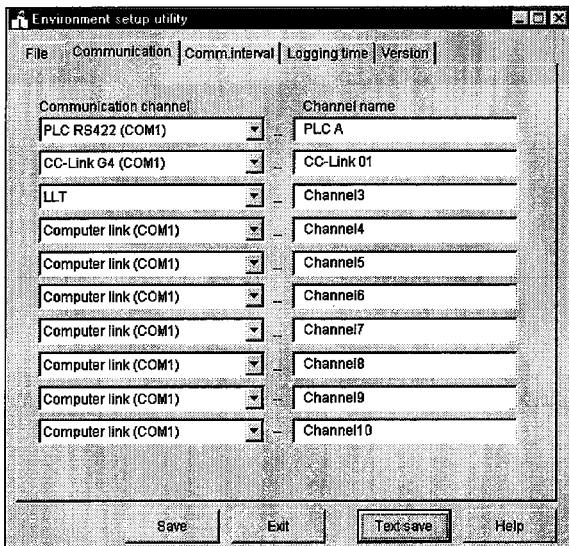 Environment setup utility
File Communication Comm.interval Logging time Version
Communication channel Channel name
PLC RS422 (COM1) - PLC A
CC-Link G4 (COM1) - CC-Link 01
LLT - Channel3
Computer link (COM1) - Channel4
Computer link (COM1) - Channel5
Computer link (COM1) - Channel6
Computer link (COM1) - Channel7
Computer link (COM1) - Channel8
Computer link (COM1) - Channel9
Computer link (COM1) - Channel10
Save Exit Text save Help